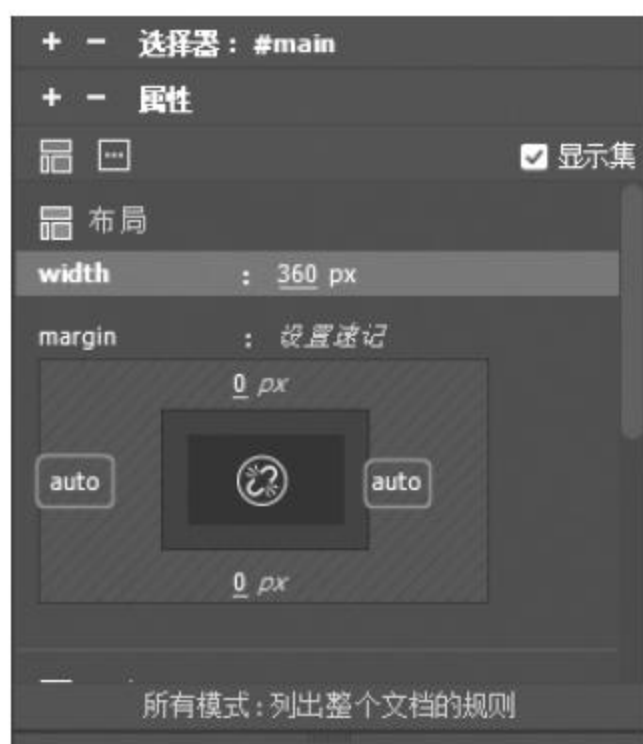 + - 选择器 : #main
+ - 属性
显示集
布局
width : 360 px
margin : 设置速记
0 px
auto auto
0 px
所有模式:列出整个文档的规则